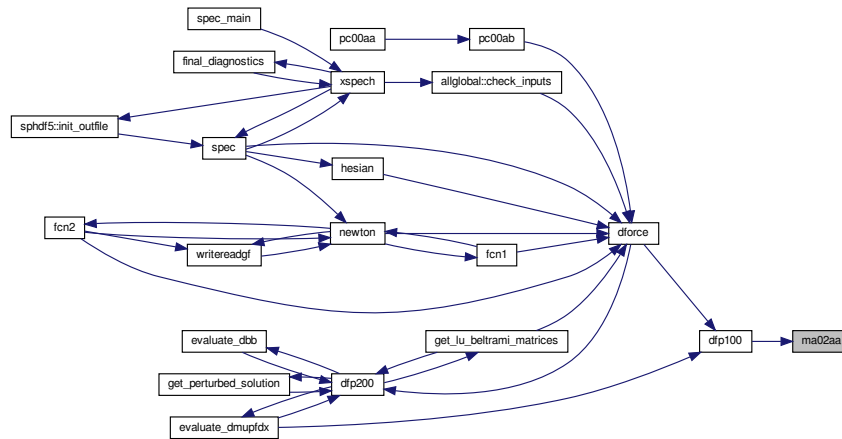 spec_main
pc00aa
pc00ab
final_diagnostics
xspech
allglobal::check_inputs
sphdf5::init_outfile
spec
hesian
fcn2
newton
dforce
writereadgf
fcn1
evaluate_dbb
get_lu_beltrami_matrices
dfp100
ma02aa
get_perturbed_solution
dfp200
evaluate_dmupfdx